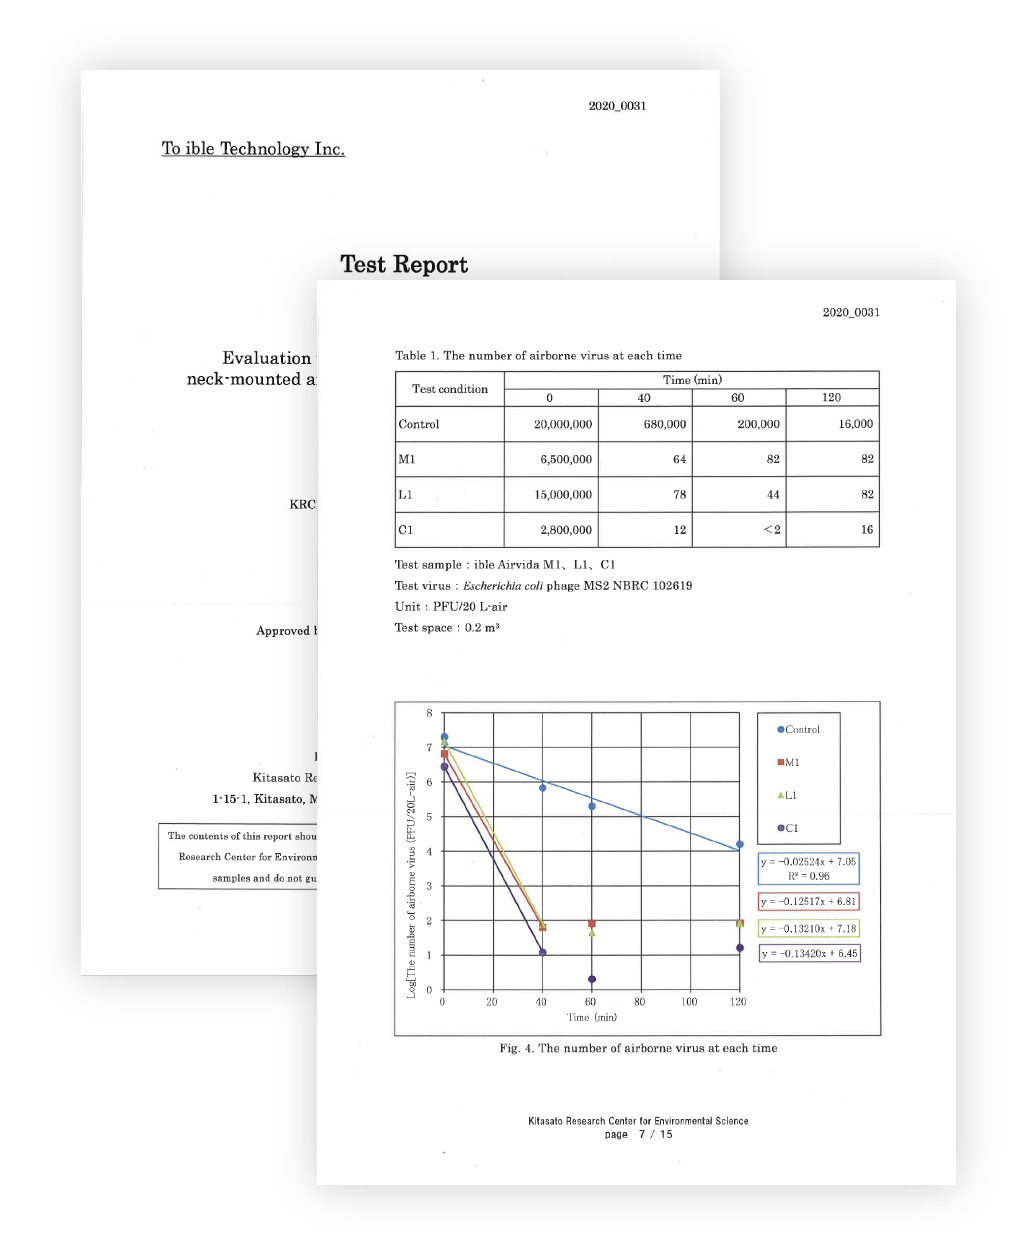 2020_0031
To ible Technology Inc.
Test Report
Evaluation
neck-mounted
KRC
Approved
Kitasato
1-15-1, Kitasato,
The contents of this report
Research Center for
samples and do not
2020_0031
Table 1. The number of airborne virus at each time
Test condition Time (min)
0 40 60 120
Control 20,000,000 680,000 200,000 16,000
M1 6,500,000 64 82 82
L1 15,000,000 78 44 82
C1 2,800,000 12 <2 16
Test sample : ible Airvida M1、L1、C1
Test virus : Escherichia coli phage MS2 NBRC 102619
Unit : PFU/20 L-air
Test space : 0.2 m³
Log[The number of airborne virus (PFU/20L-air)]
8
7
6
5
4
3
2
1
0
0 20 40 60 80 100 120
Time (min)
Control
M1
L1
C1
y = -0.02524x + 7.05
R² = 0.96
y = -0.12517x + 6.81
y = -0.13210x + 7.18
y = -0.13420x + 6.45
Fig. 4. The number of airborne virus at each time
Kitasato Research Center for Environmental Science
page 7 / 15